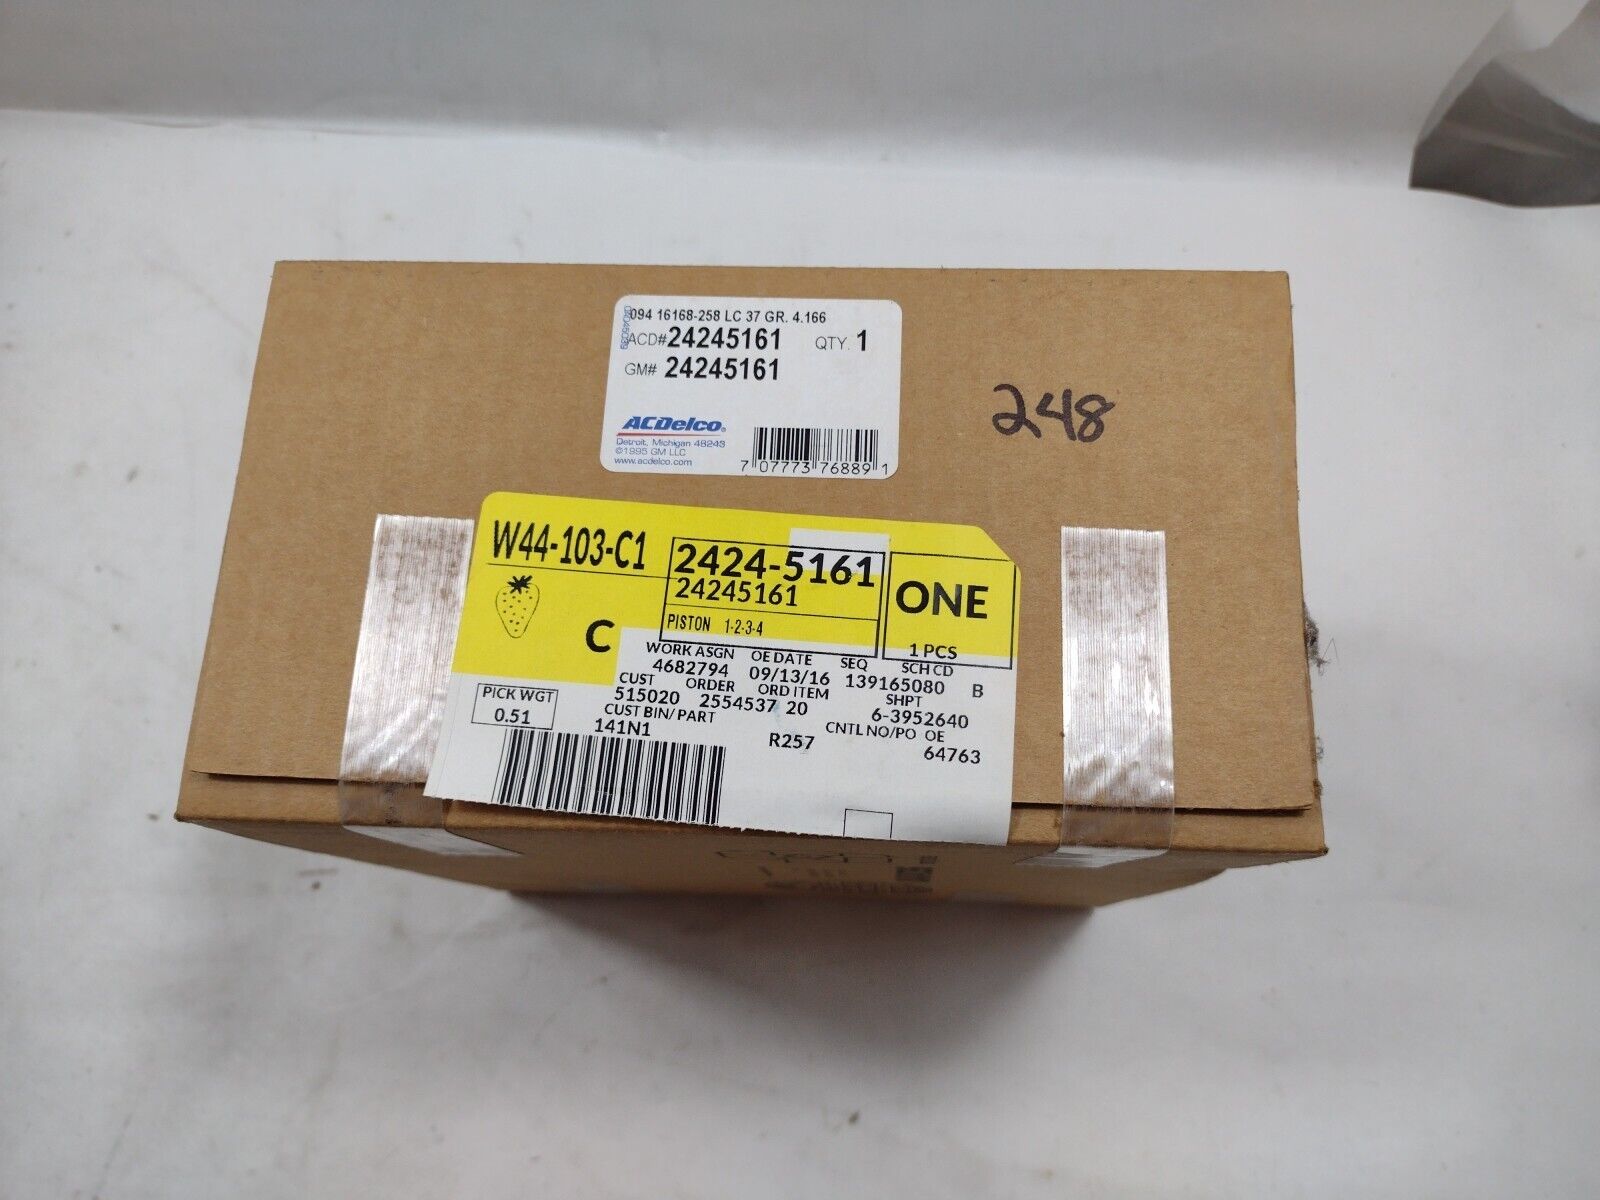 094 16168-258 LC 37 GR. 4.166
ACD# 24245161 QTY. 1
GM# 24245161
ACDelco®
Detroit, Michigan 48243
©1995 GM LLC
www.acdelco.com
7 07773 76889 1
248
W44-103-C1
2424-5161
24245161
PISTON 1-2-3-4
ONE
1 PCS
C
WORK ASGN OE DATE SEQ SCH CD
4682794 09/13/16 139165080 B
CUST ORDER ORD ITEM SHPT
515020 2554537 20 6-3952640
CUST BIN/PART CNTL NO/PO OE
141N1 R257 64763
PICK WGT
0.51